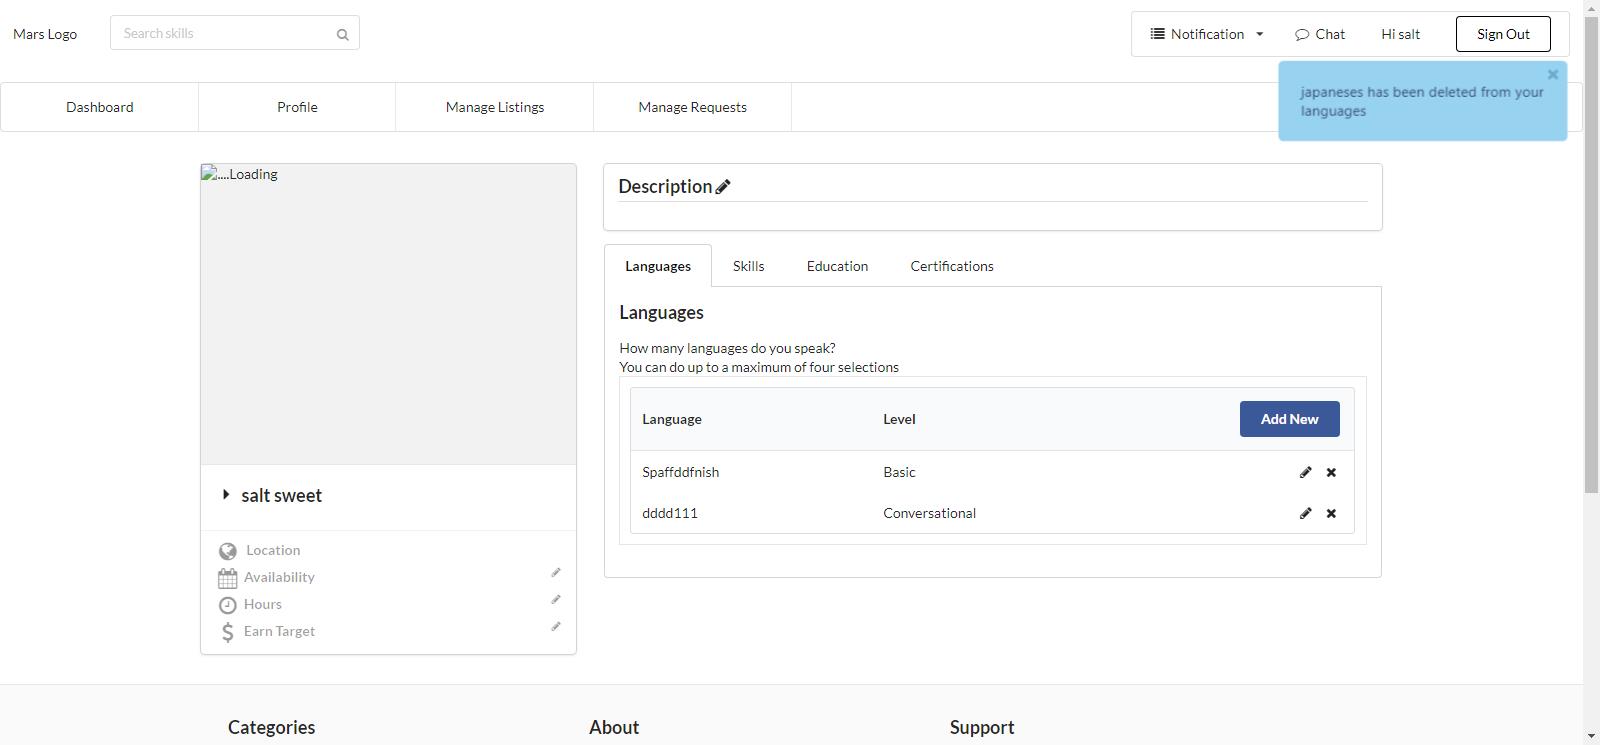 Mars Logo
Search skills
Notification
Chat
Hi salt
Sign Out
japaneses has been deleted from your
languages
Dashboard
Profile
Manage Listings
Manage Requests
....Loading
salt sweet
Location
Availability
Hours
Earn Target
Description
Languages
Skills
Education
Certifications
Languages
How many languages do you speak?
You can do up to a maximum of four selections
Language
Level
Add New
Spaffddfnish
Basic
dddd111
Conversational
Categories
About
Support